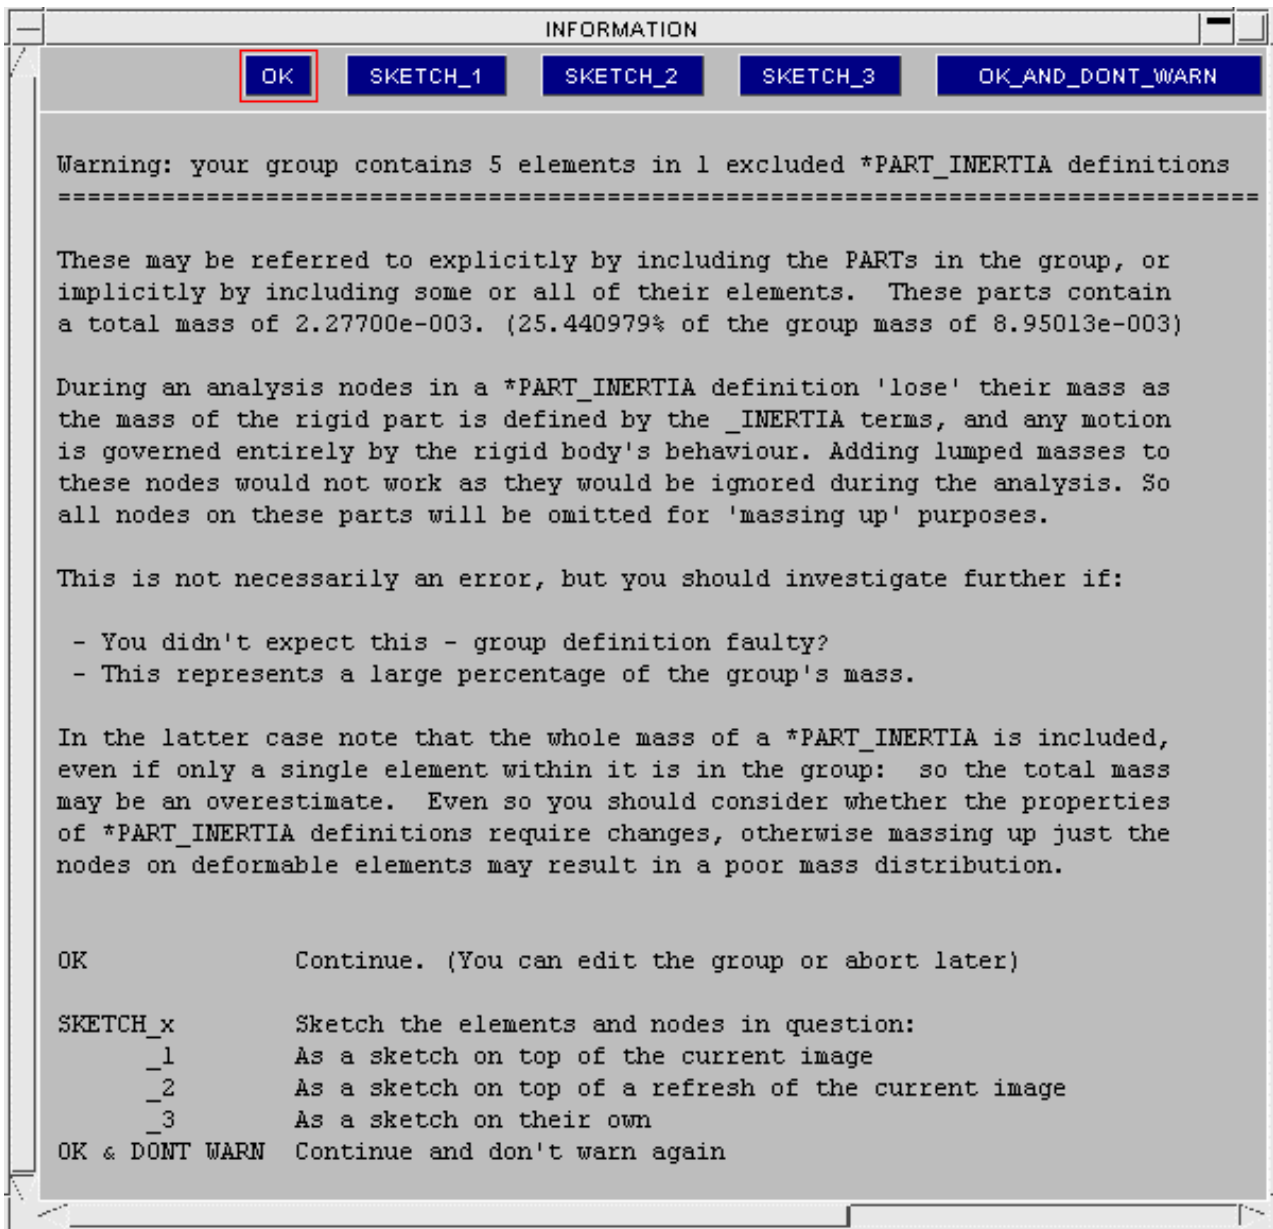 INFORMATION
OK SKETCH_1 SKETCH_2 SKETCH_3 OK_AND_DONT_WARN
Warning: your group contains 5 elements in 1 excluded *PART_INERTIA definitions
================================================================================
These may be referred to explicitly by including the PARTs in the group, or
implicitly by including some or all of their elements.  These parts contain
a total mass of 2.27700e-003. (25.440979% of the group mass of 8.95013e-003)
During an analysis nodes in a *PART_INERTIA definition 'lose' their mass as
the mass of the rigid part is defined by the _INERTIA terms, and any motion
is governed entirely by the rigid body's behaviour. Adding lumped masses to
these nodes would not work as they would be ignored during the analysis. So
all nodes on these parts will be omitted for 'massing up' purposes.
This is not necessarily an error, but you should investigate further if:
- You didn't expect this - group definition faulty?
- This represents a large percentage of the group's mass.
In the latter case note that the whole mass of a *PART_INERTIA is included,
even if only a single element within it is in the group:  so the total mass
may be an overestimate.  Even so you should consider whether the properties
of *PART_INERTIA definitions require changes, otherwise massing up just the
nodes on deformable elements may result in a poor mass distribution.
OK Continue. (You can edit the group or abort later)
SKETCH_x Sketch the elements and nodes in question:
_1 As a sketch on top of the current image
_2 As a sketch on top of a refresh of the current image
_3 As a sketch on their own
OK & DONT WARN Continue and don't warn again